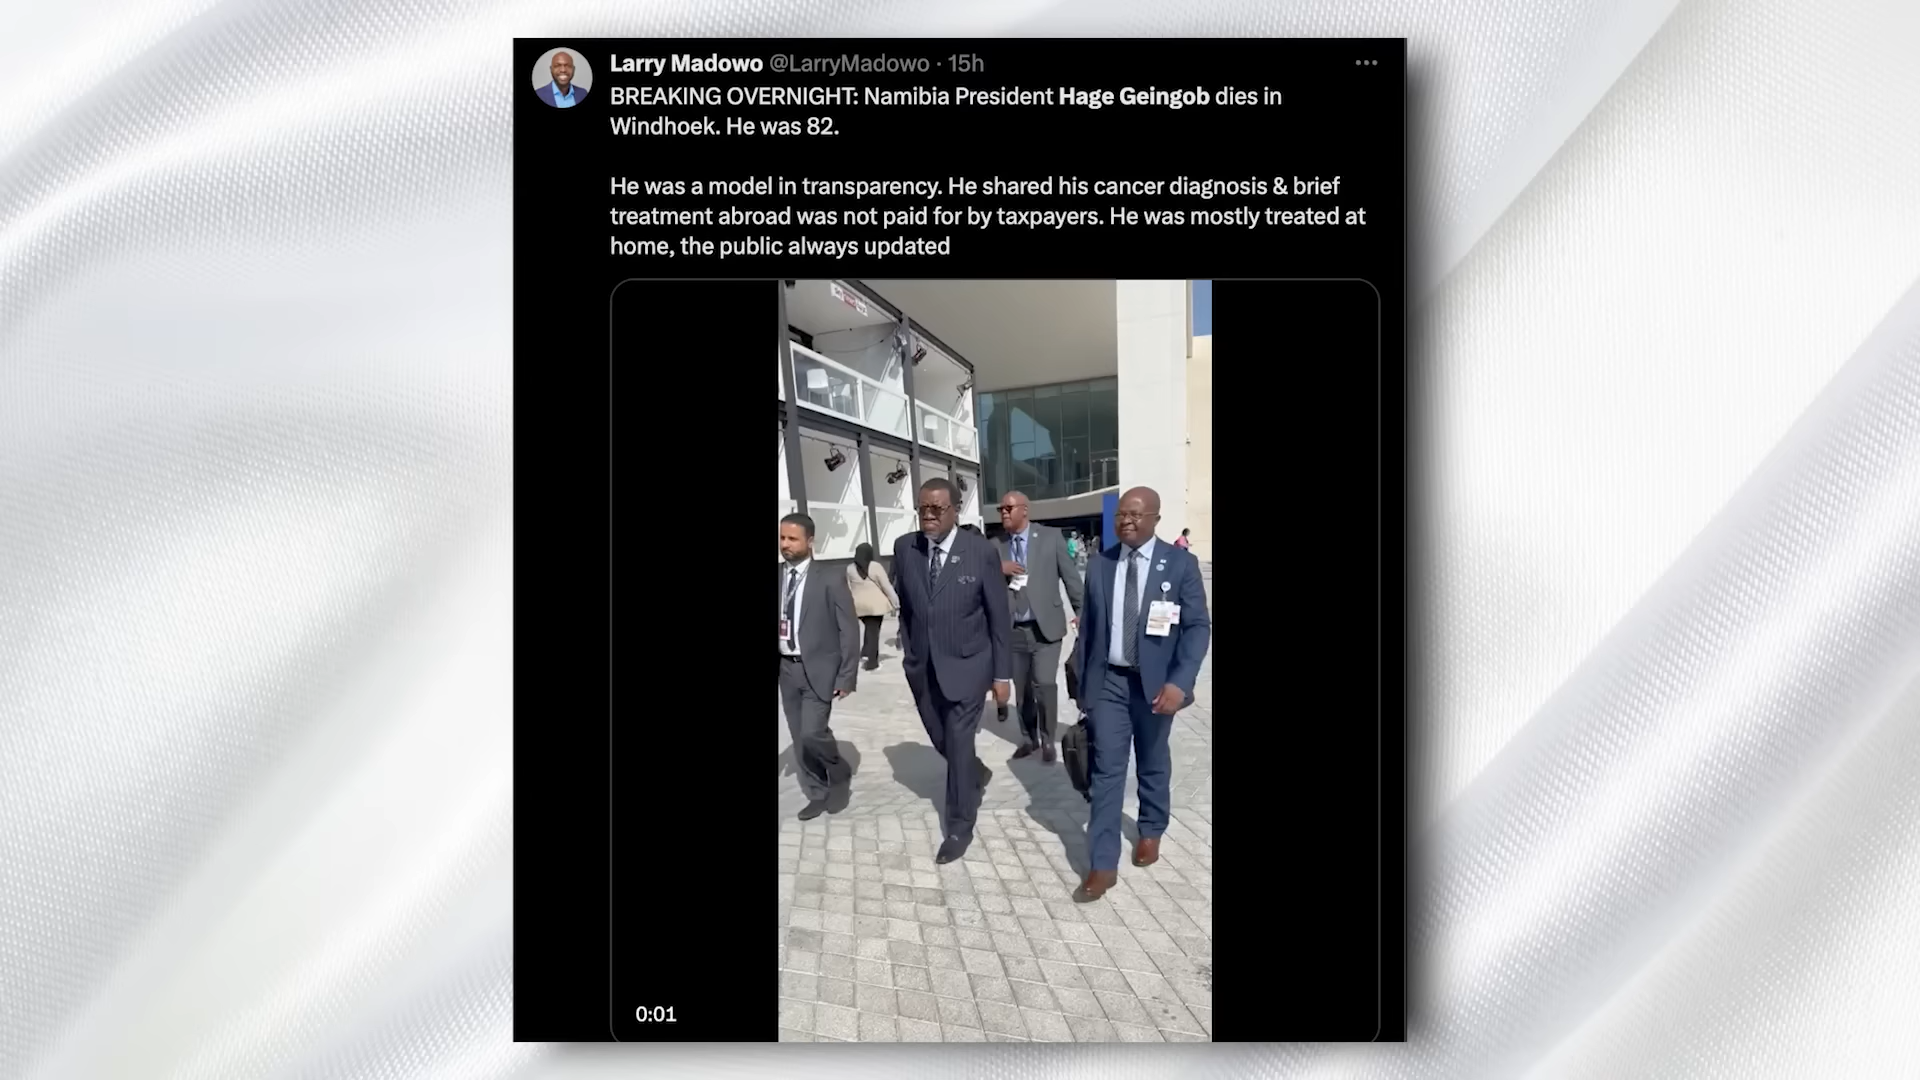 Larry Madowo @LarryMadowo · 15h
BREAKING OVERNIGHT: Namibia President Hage Geingob dies in
Windhoek. He was 82.
He was a model in transparency. He shared his cancer diagnosis & brief
treatment abroad was not paid for by taxpayers. He was mostly treated at
home, the public always updated
0:01